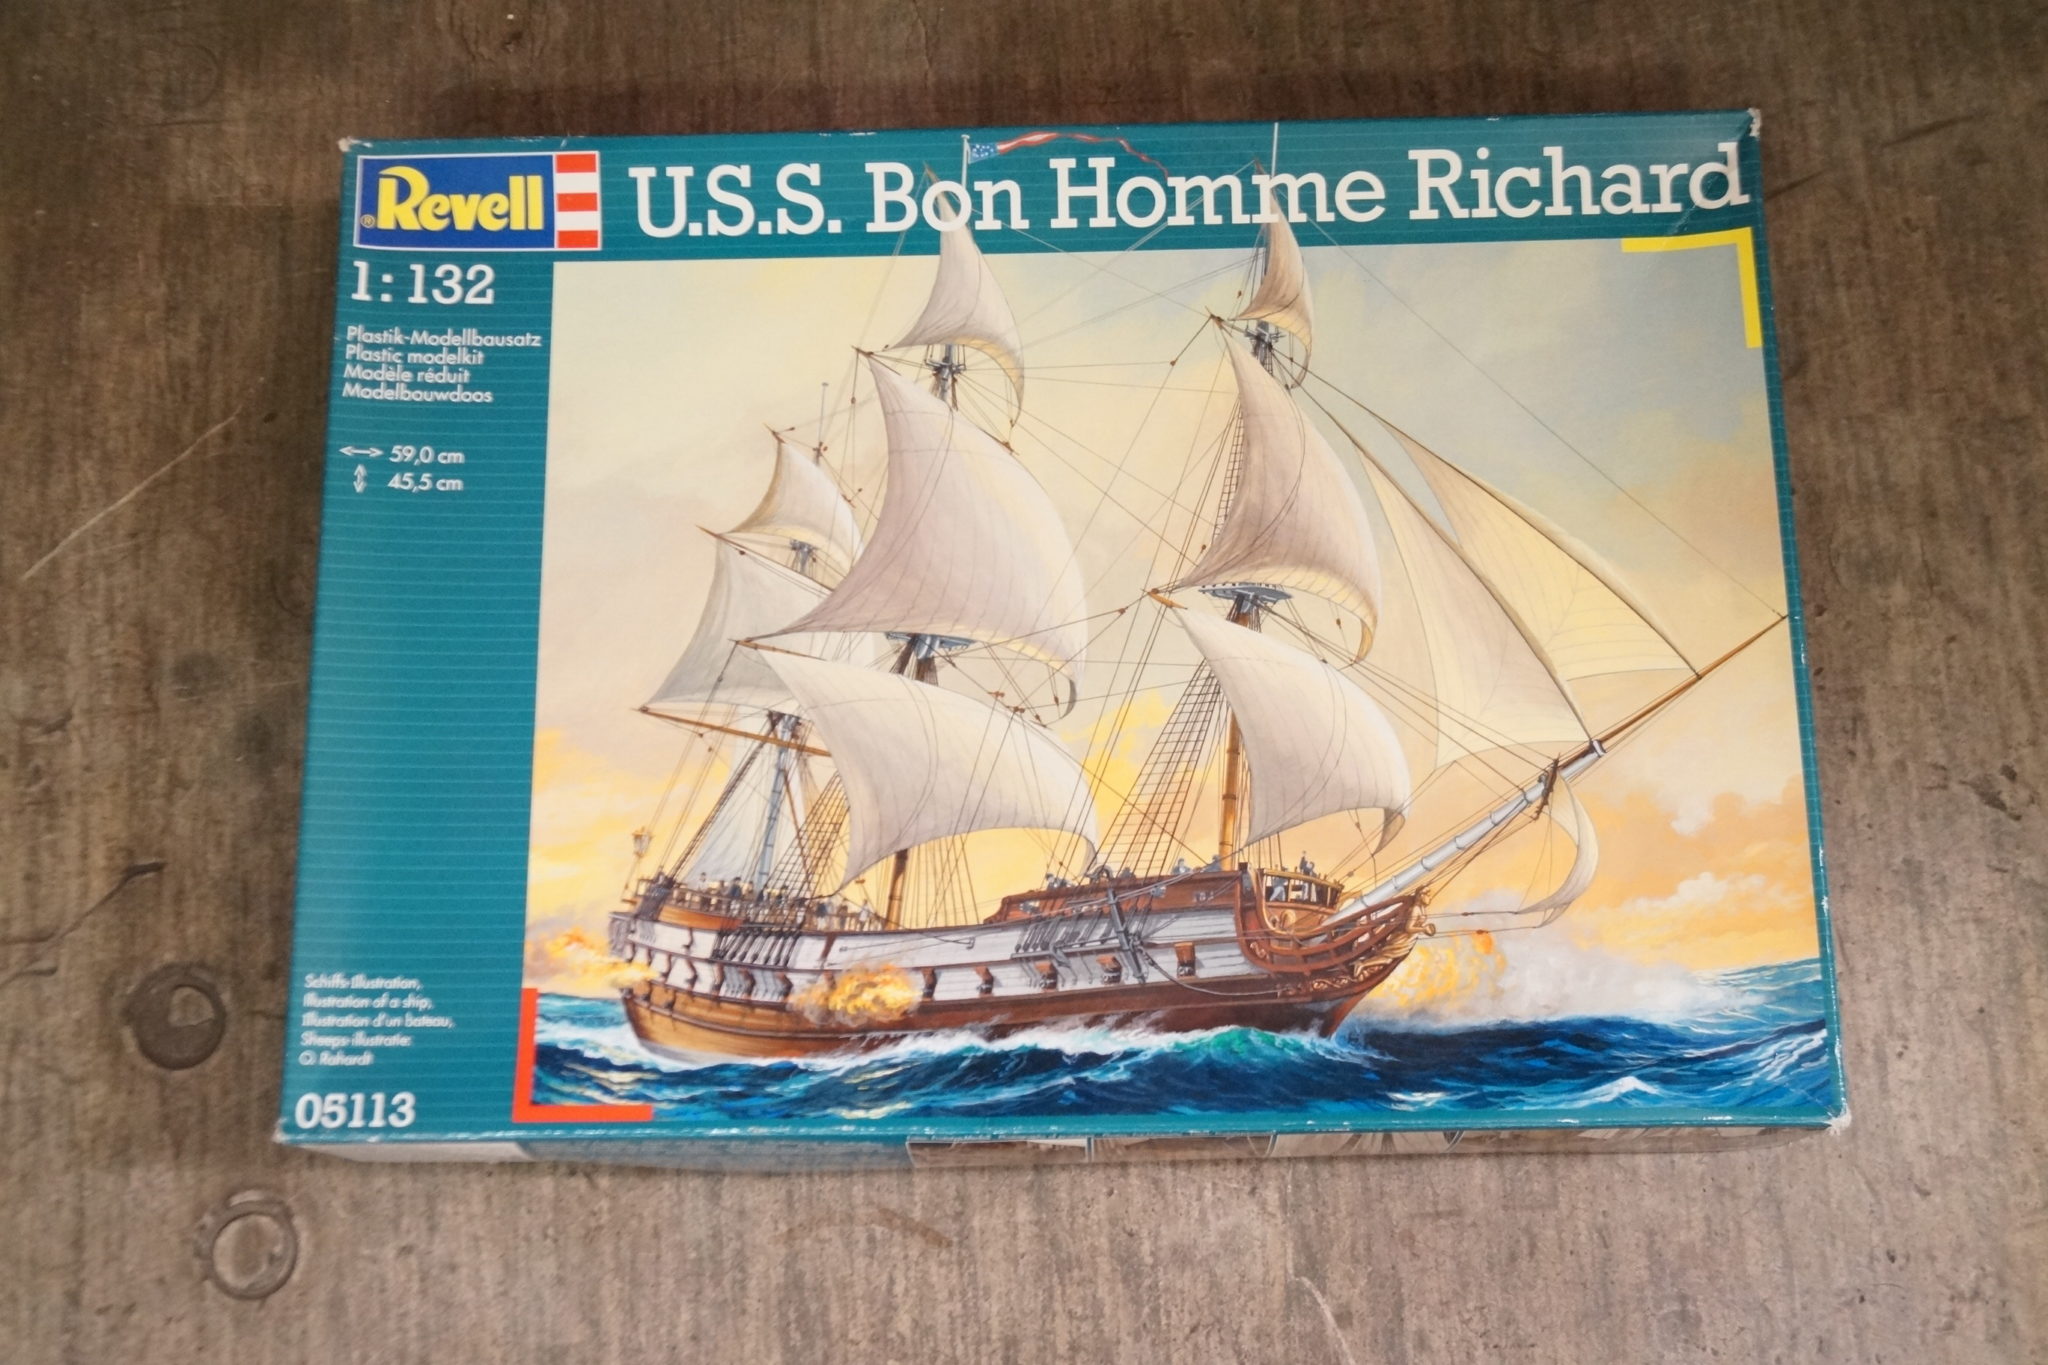 ® Revell
U.S.S. Bon Homme Richard
1:132
Plastik-Modellbausatz
Plastic modelkit
Modèle réduit
Modelbouwdoos
59,0 cm
45,5 cm
Schiffs-Illustration,
Illustration of a ship,
Illustration d'un bateau,
Sheeps-illustratie:
O. Rahardt
05113